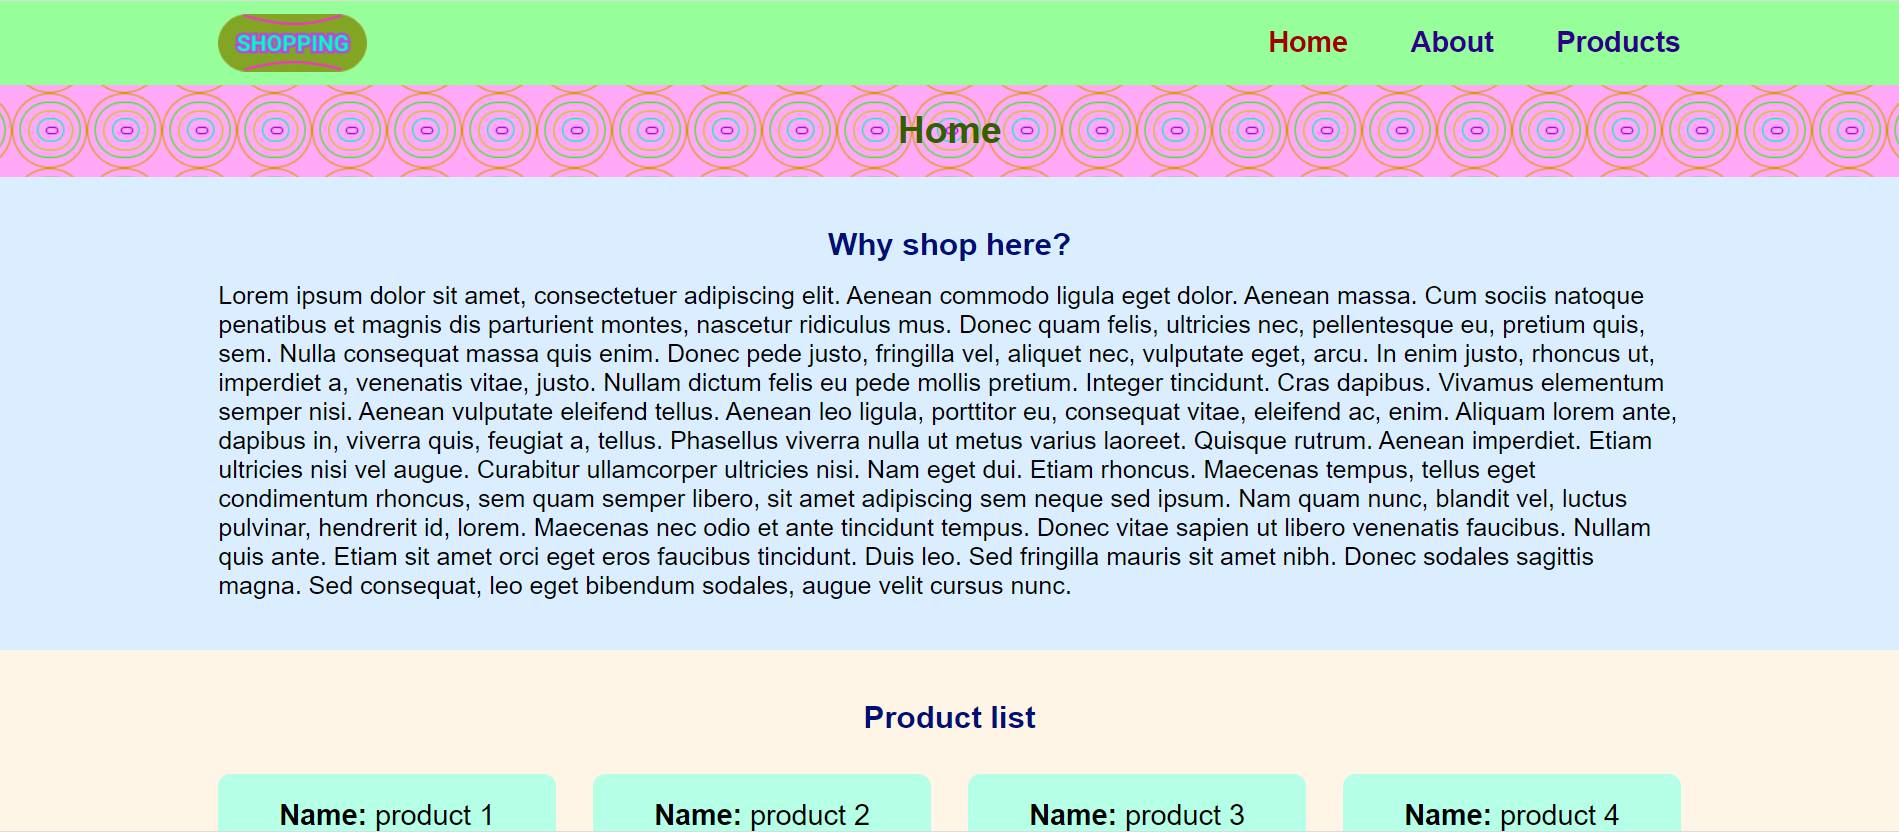 SHOPPING
Home About Products
Home
Why shop here?
Lorem ipsum dolor sit amet, consectetuer adipiscing elit. Aenean commodo ligula eget dolor. Aenean massa. Cum sociis natoque
penatibus et magnis dis parturient montes, nascetur ridiculus mus. Donec quam felis, ultricies nec, pellentesque eu, pretium quis,
sem. Nulla consequat massa quis enim. Donec pede justo, fringilla vel, aliquet nec, vulputate eget, arcu. In enim justo, rhoncus ut,
imperdiet a, venenatis vitae, justo. Nullam dictum felis eu pede mollis pretium. Integer tincidunt. Cras dapibus. Vivamus elementum
semper nisi. Aenean vulputate eleifend tellus. Aenean leo ligula, porttitor eu, consequat vitae, eleifend ac, enim. Aliquam lorem ante,
dapibus in, viverra quis, feugiat a, tellus. Phasellus viverra nulla ut metus varius laoreet. Quisque rutrum. Aenean imperdiet. Etiam
ultricies nisi vel augue. Curabitur ullamcorper ultricies nisi. Nam eget dui. Etiam rhoncus. Maecenas tempus, tellus eget
condimentum rhoncus, sem quam semper libero, sit amet adipiscing sem neque sed ipsum. Nam quam nunc, blandit vel, luctus
pulvinar, hendrerit id, lorem. Maecenas nec odio et ante tincidunt tempus. Donec vitae sapien ut libero venenatis faucibus. Nullam
quis ante. Etiam sit amet orci eget eros faucibus tincidunt. Duis leo. Sed fringilla mauris sit amet nibh. Donec sodales sagittis
magna. Sed consequat, leo eget bibendum sodales, augue velit cursus nunc.
Product list
Name: product 1
Name: product 2
Name: product 3
Name: product 4